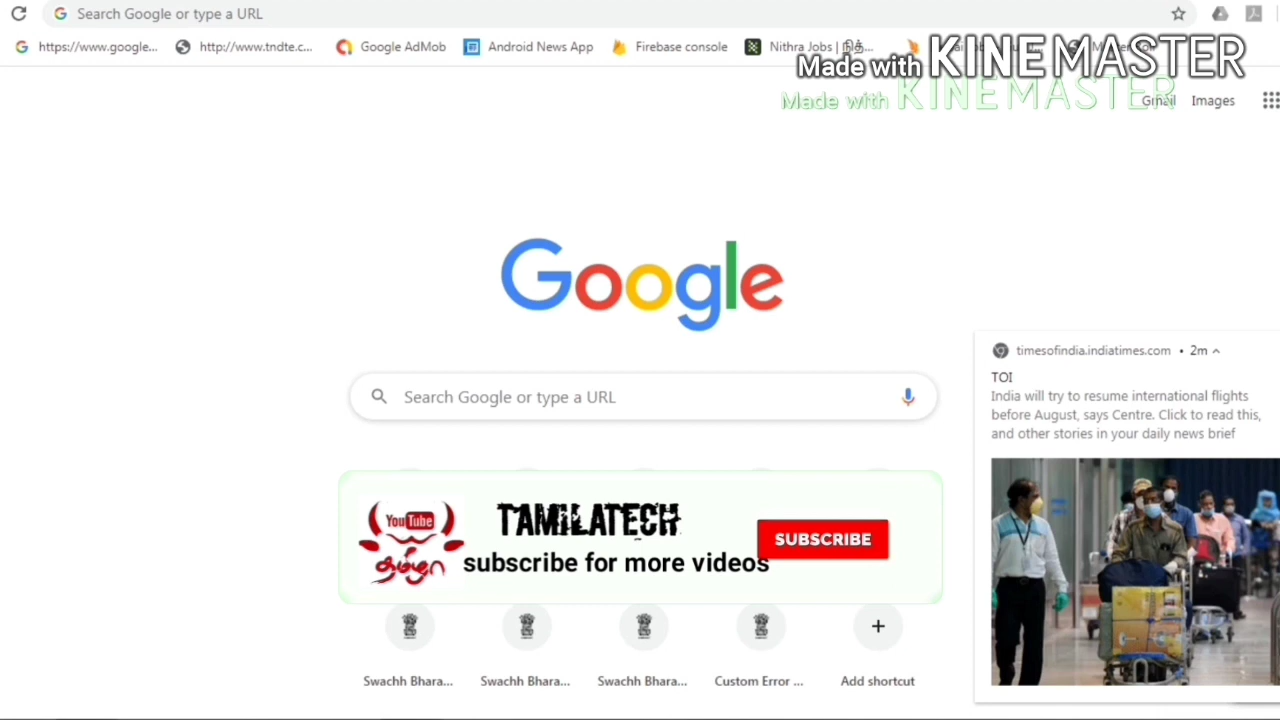 Search Google or type a URL
https://www.google...
http://www.tndte.c...
Google AdMob
Android News App
Firebase console
Nithra Jobs |
Made with KINEMASTER
Made with KINEMASTER
Gmail
Images
Google
Search Google or type a URL
timesofindia.indiatimes.com • 2m
TOI
India will try to resume international flights
before August, says Centre. Click to read this,
and other stories in your daily news brief
YouTube
தமிழா
TAMILATECH
subscribe for more videos
SUBSCRIBE
Swachh Bhara...
Swachh Bhara...
Swachh Bhara...
Custom Error ...
Add shortcut